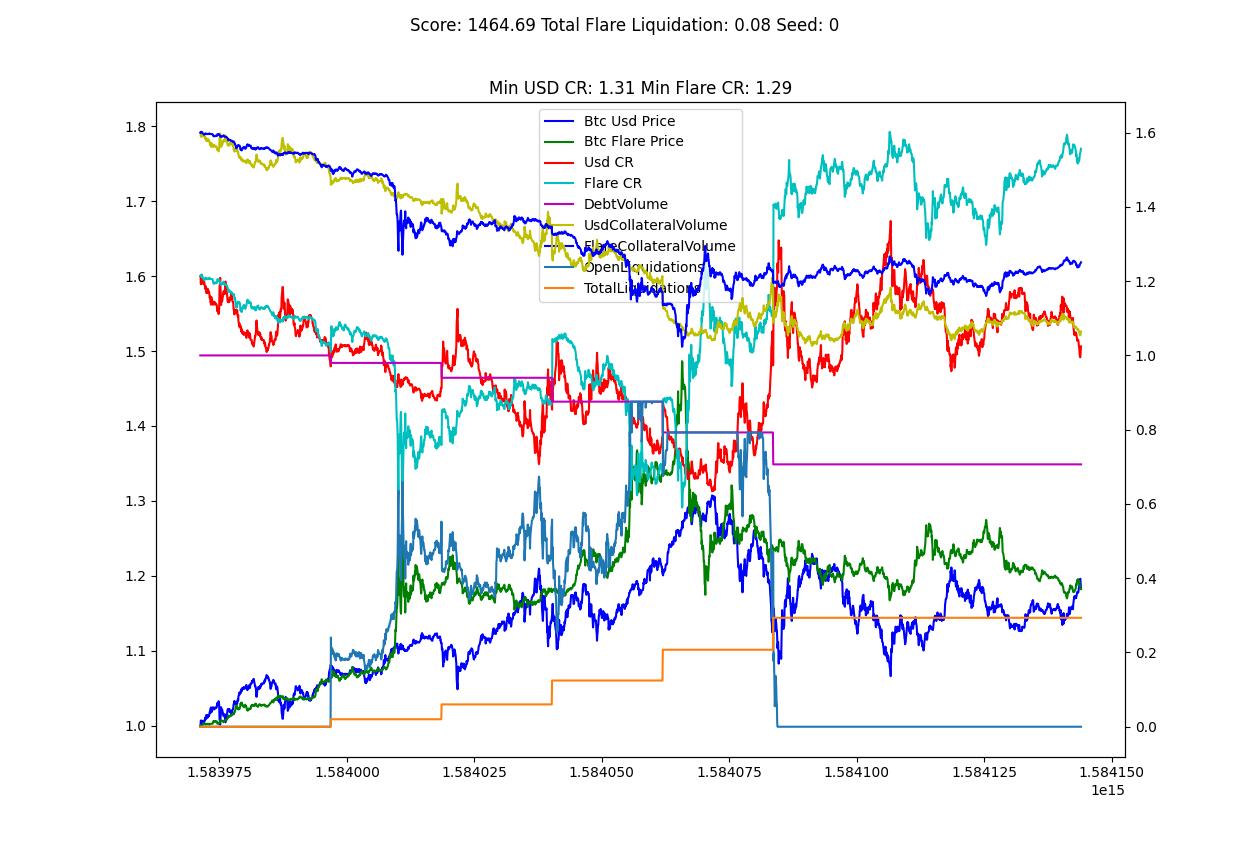 Score: 1464.69 Total Flare Liquidation: 0.08 Seed: 0
Min USD CR: 1.31 Min Flare CR: 1.29
Btc Usd Price
Btc Flare Price
Usd CR
Flare CR
DebtVolume
UsdCollateralVolume
FlareCollateralVolume
OpenLiquidations
TotalLiquidations
1.8
1.7
1.6
1.5
1.4
1.3
1.2
1.1
1.0
1.6
1.4
1.2
1.0
0.8
0.6
0.4
0.2
0.0
1.583975 1.584000 1.584025 1.584050 1.584075 1.584100 1.584125 1.584150
1e15